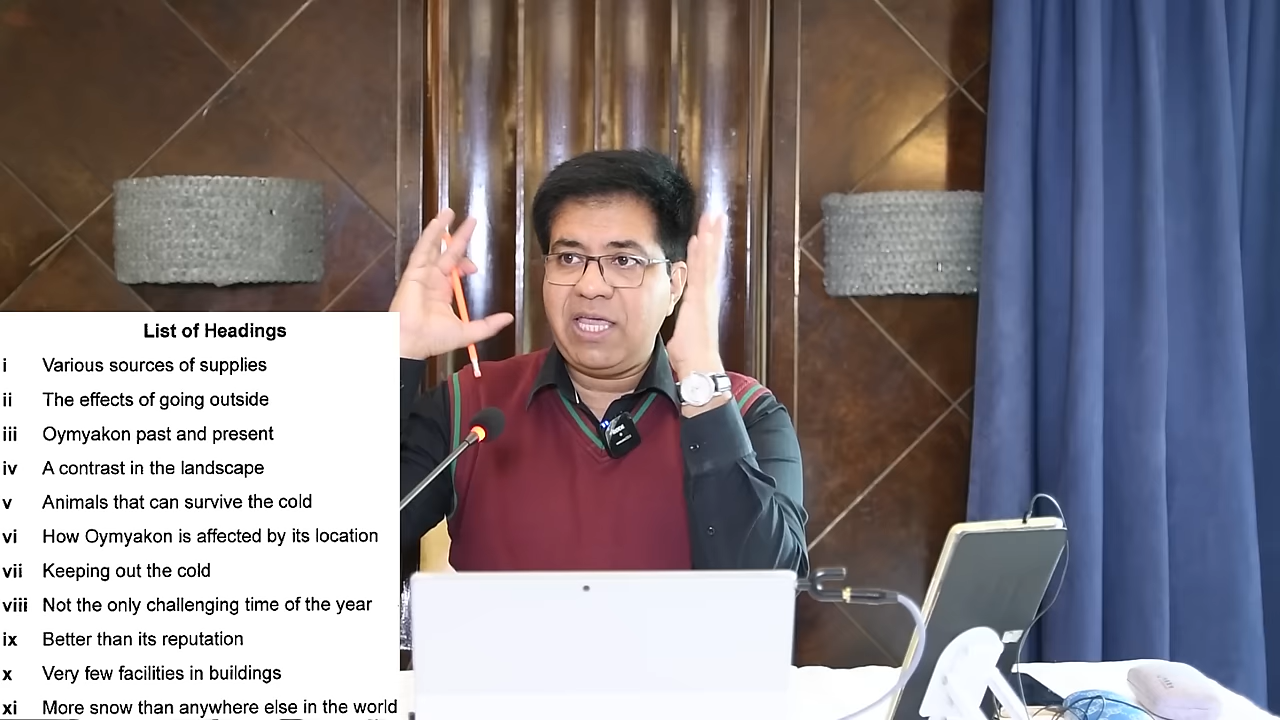 List of Headings
i Various sources of supplies
ii The effects of going outside
iii Oymyakon past and present
iv A contrast in the landscape
v Animals that can survive the cold
vi How Oymyakon is affected by its location
vii Keeping out the cold
viii Not the only challenging time of the year
ix Better than its reputation
x Very few facilities in buildings
xi More snow than anywhere else in the world